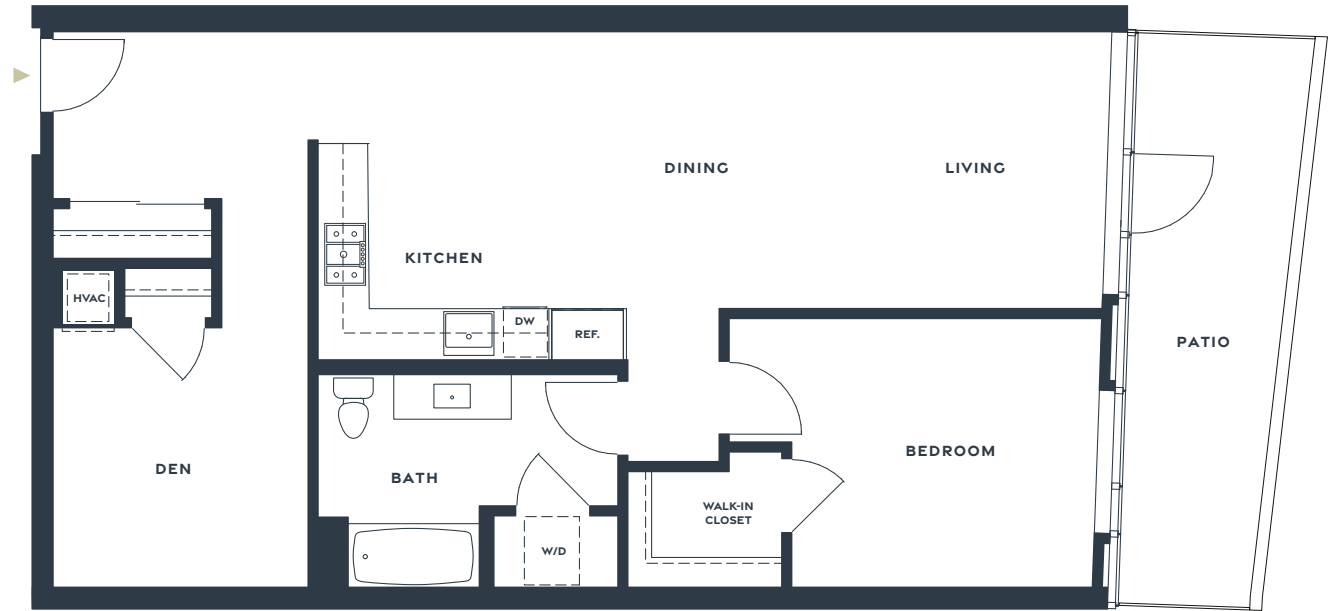 DINING
LIVING
KITCHEN
HVAC
DW
REF.
PATIO
DEN
BATH
BEDROOM
WALK-IN
CLOSET
W/D